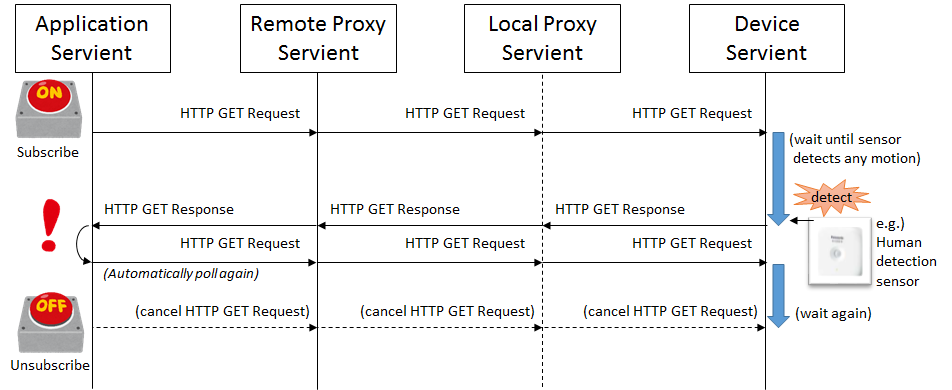 Application
Servient
Remote Proxy
Servient
Local Proxy
Servient
Device
Servient
ON
Subscribe
HTTP GET Request
HTTP GET Request
HTTP GET Request
(wait until sensor
detects any motion)
detect
HTTP GET Response
HTTP GET Response
HTTP GET Response
e.g.)
Human
detection
sensor
HTTP GET Request
HTTP GET Request
HTTP GET Request
(Automatically poll again)
OFF
Unsubscribe
(cancel HTTP GET Request)
(cancel HTTP GET Request)
(cancel HTTP GET Request)
(wait again)